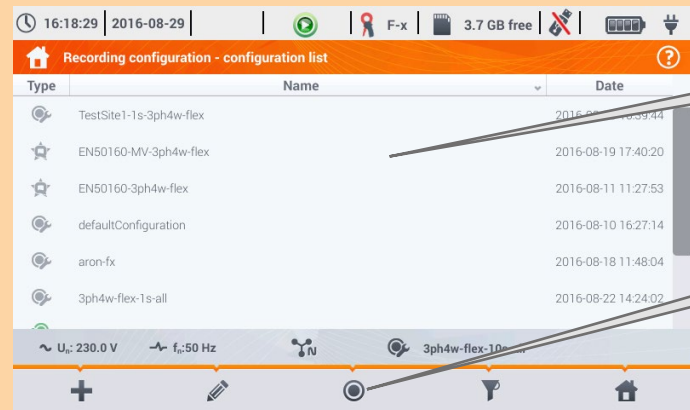 16:18:29 2016-08-29 F-x 3.7 GB free
Recording configuration - configuration list ?
Type Name Date
TestSite1-1s-3ph4w-flex
EN50160-MV-3ph4w-flex 2016-08-19 17:40:20
EN50160-3ph4w-flex 2016-08-11 11:27:53
defaultConfiguration 2016-08-10 16:27:14
aron-fx 2016-08-18 11:48:04
3ph4w-flex-1s-all 2016-08-22 14:24:02
Un: 230.0 V fn:50 Hz N